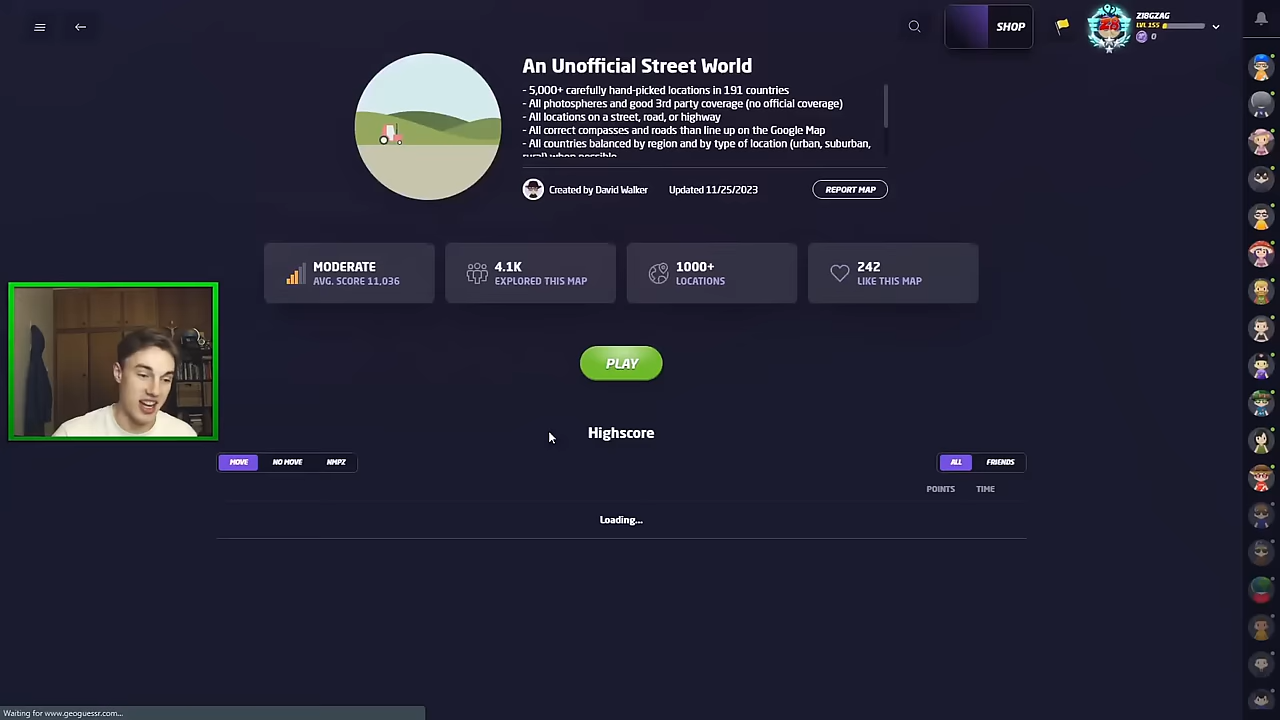 SHOP
ZI8GZAG
LVL 155
0
An Unofficial Street World
- 5,000+ carefully hand-picked locations in 191 countries
- All photospheres and good 3rd party coverage (no official coverage)
- All locations on a street, road, or highway
- All correct compasses and roads than line up on the Google Map
- All countries balanced by region and by type of location (urban, suburban,
rural) when possible
Created by David Walker
Updated 11/25/2023
REPORT MAP
MODERATE
AVG. SCORE 11,036
4.1K
EXPLORED THIS MAP
1000+
LOCATIONS
242
LIKE THIS MAP
PLAY
Highscore
MOVE
NO MOVE
NMPZ
ALL
FRIENDS
POINTS
TIME
Loading...
Waiting for www.geoguessr.com...